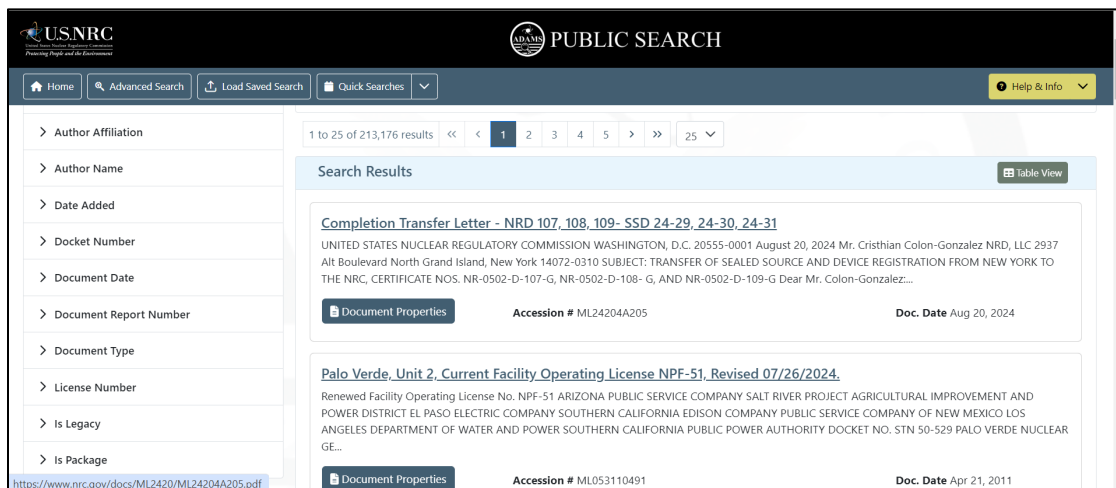 U.S.NRC
United States Nuclear Regulatory Commission
Protecting People and the Environment
ADAMS
PUBLIC SEARCH
Home
Advanced Search
Load Saved Search
Quick Searches
Help & Info
Author Affiliation
Author Name
Date Added
Docket Number
Document Date
Document Report Number
Document Type
License Number
Is Legacy
Is Package
https://www.nrc.gov/docs/ML2420/ML24204A205.pdf
1 to 25 of 213,176 results << < 1 2 3 4 5 > >> 25
Search Results
Table View
Completion Transfer Letter - NRD 107, 108, 109- SSD 24-29, 24-30, 24-31
UNITED STATES NUCLEAR REGULATORY COMMISSION WASHINGTON, D.C. 20555-0001 August 20, 2024 Mr. Cristhian Colon-Gonzalez NRD, LLC 2937
Alt Boulevard North Grand Island, New York 14072-0310 SUBJECT: TRANSFER OF SEALED SOURCE AND DEVICE REGISTRATION FROM NEW YORK TO
THE NRC, CERTIFICATE NOS. NR-0502-D-107-G, NR-0502-D-108- G, AND NR-0502-D-109-G Dear Mr. Colon-Gonzalez:...
Document Properties
Accession # ML24204A205
Doc. Date Aug 20, 2024
Palo Verde, Unit 2, Current Facility Operating License NPF-51, Revised 07/26/2024.
Renewed Facility Operating License No. NPF-51 ARIZONA PUBLIC SERVICE COMPANY SALT RIVER PROJECT AGRICULTURAL IMPROVEMENT AND
POWER DISTRICT EL PASO ELECTRIC COMPANY SOUTHERN CALIFORNIA EDISON COMPANY PUBLIC SERVICE COMPANY OF NEW MEXICO LOS
ANGELES DEPARTMENT OF WATER AND POWER SOUTHERN CALIFORNIA PUBLIC POWER AUTHORITY DOCKET NO. STN 50-529 PALO VERDE NUCLEAR
GE...
Document Properties
Accession # ML053110491
Doc. Date Apr 21, 2011